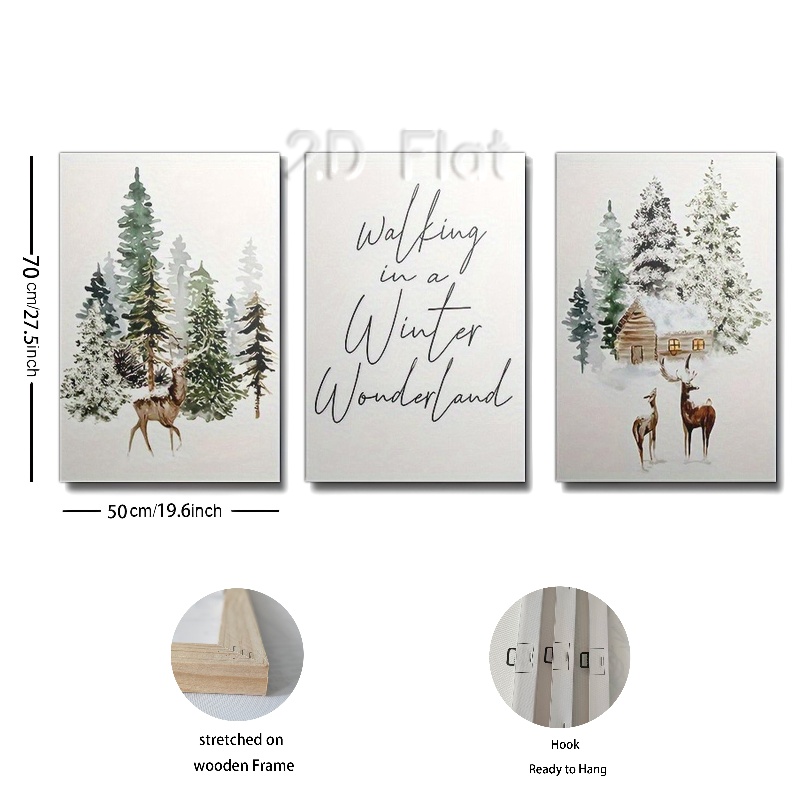 2D Flat
Walking
in a
Winter
Wonderland
70 cm/27.5inch
50cm/19.6inch
stretched on
wooden Frame
Hook
Ready to Hang